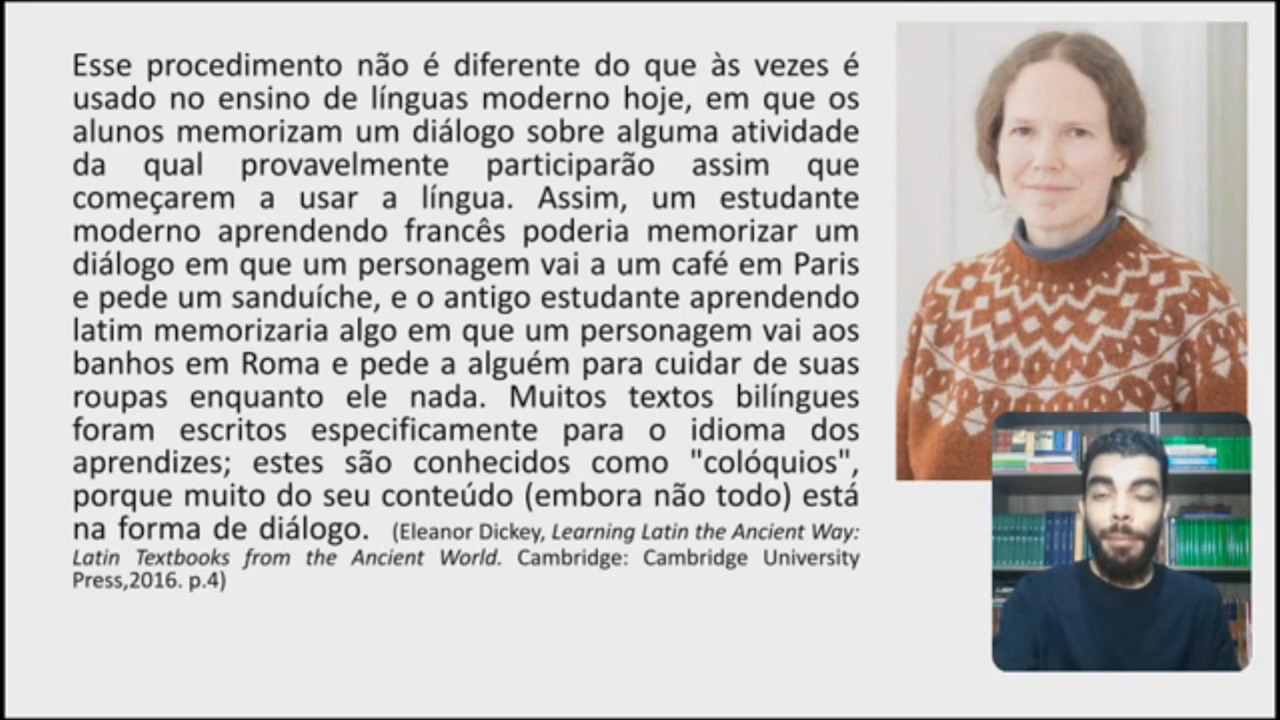 Esse procedimento não é diferente do que às vezes é
usado no ensino de línguas moderno hoje, em que os
alunos memorizam um diálogo sobre alguma atividade
da qual provavelmente participarão assim que
começarem a usar a língua. Assim, um estudante
moderno aprendendo francês poderia memorizar um
diálogo em que um personagem vai a um café em Paris
e pede um sanduíche, e o antigo estudante aprendendo
latim memorizaria algo em que um personagem vai aos
banhos em Roma e pede a alguém para cuidar de suas
roupas enquanto ele nada. Muitos textos bilíngues
foram escritos especificamente para o idioma dos
aprendizes; estes são conhecidos como "colóquios",
porque muito do seu conteúdo (embora não todo) está
na forma de diálogo. (Eleanor Dickey, Learning Latin the Ancient Way:
Latin Textbooks from the Ancient World. Cambridge: Cambridge University
Press,2016. p.4)